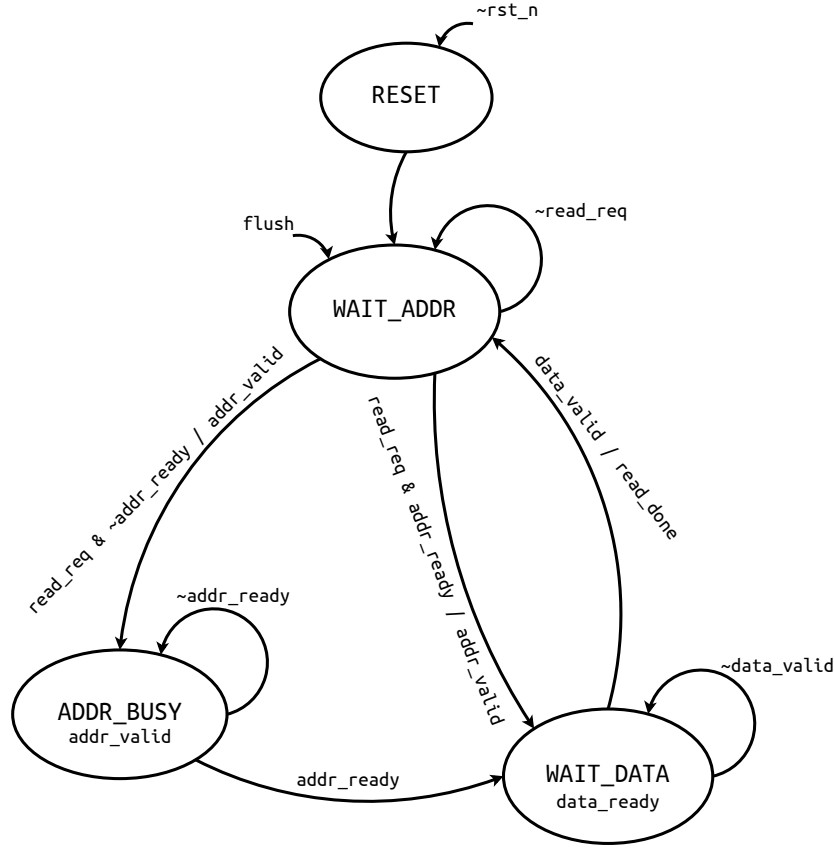 ~rst_n
RESET
flush
~read_req
WAIT_ADDR
read_req & ~addr_ready / addr_valid
read_req & addr_ready / addr_valid
data_valid / read_done
~addr_ready
ADDR_BUSY
addr_valid
addr_ready
~data_valid
WAIT_DATA
data_ready